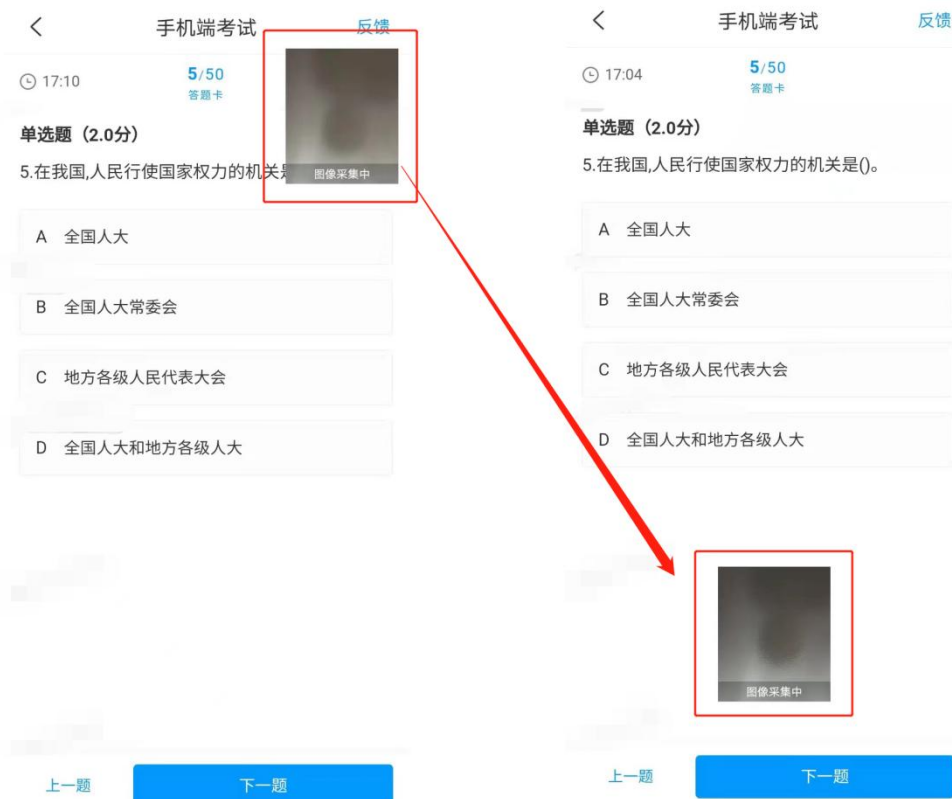 手机端考试 反馈
17:10 5/50
答题卡
单选题（2.0分）
5.在我国,人民行使国家权力的机关是
图像采集中
A 全国人大
B 全国人大常委会
C 地方各级人民代表大会
D 全国人大和地方各级人大
上一题 下一题
手机端考试 反馈
17:04 5/50
答题卡
单选题（2.0分）
5.在我国,人民行使国家权力的机关是()。
A 全国人大
B 全国人大常委会
C 地方各级人民代表大会
D 全国人大和地方各级人大
图像采集中
上一题 下一题